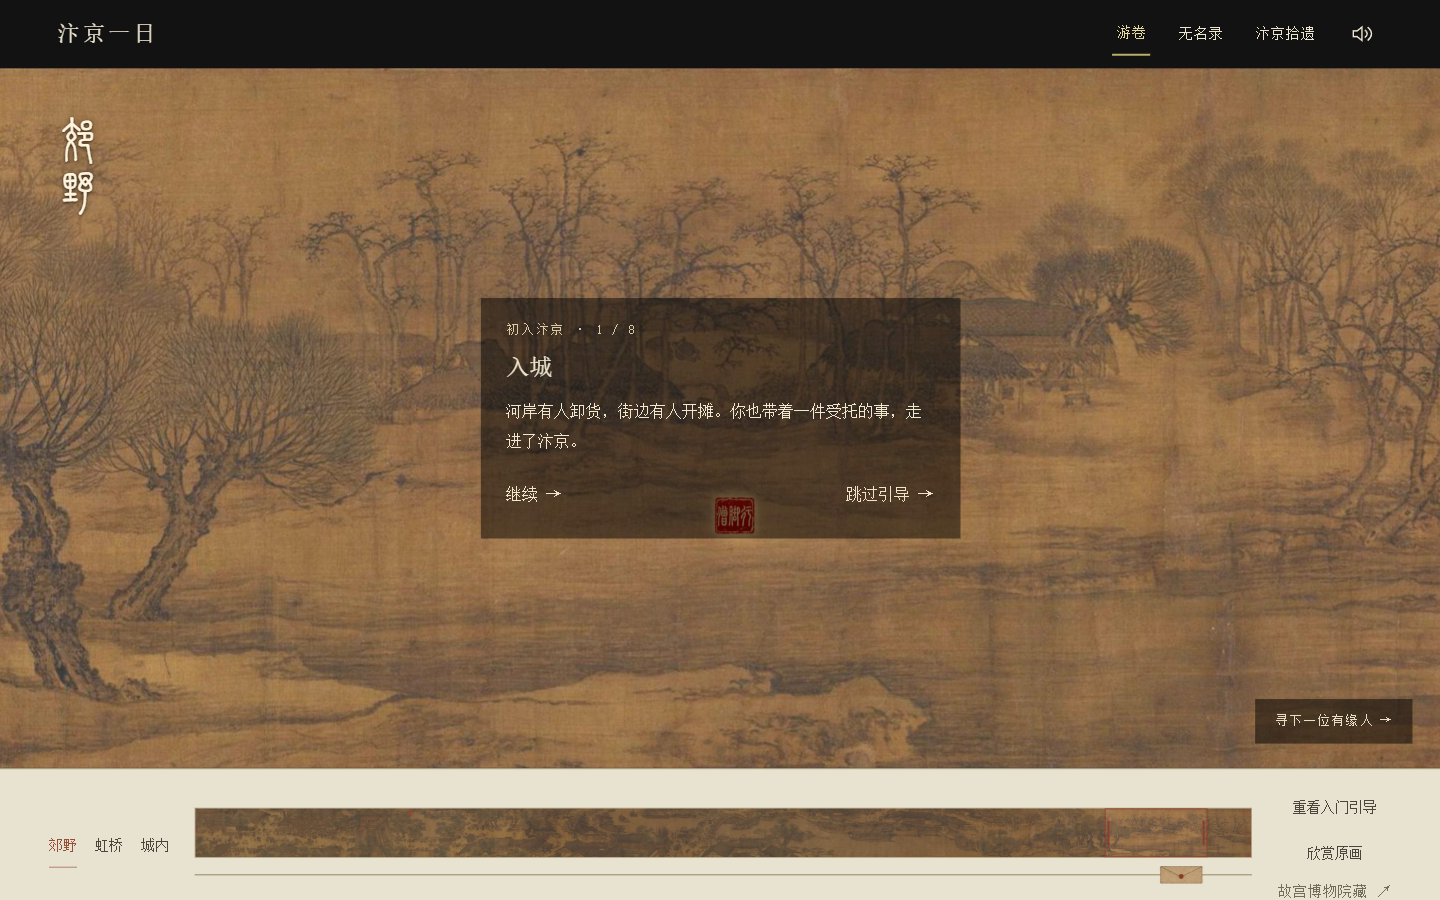 汴京一日
游卷
无名录
汴京拾遗
郊野
初入汴京 · 1 / 8
入城
河岸有人卸货，街边有人开摊。你也带着一件受托的事，走
进了汴京。
继续 →
跳过引导 →
寻下一位有缘人 →
郊野
虹桥
城内
重看入门引导
欣赏原画
故宫博物院藏 ↗